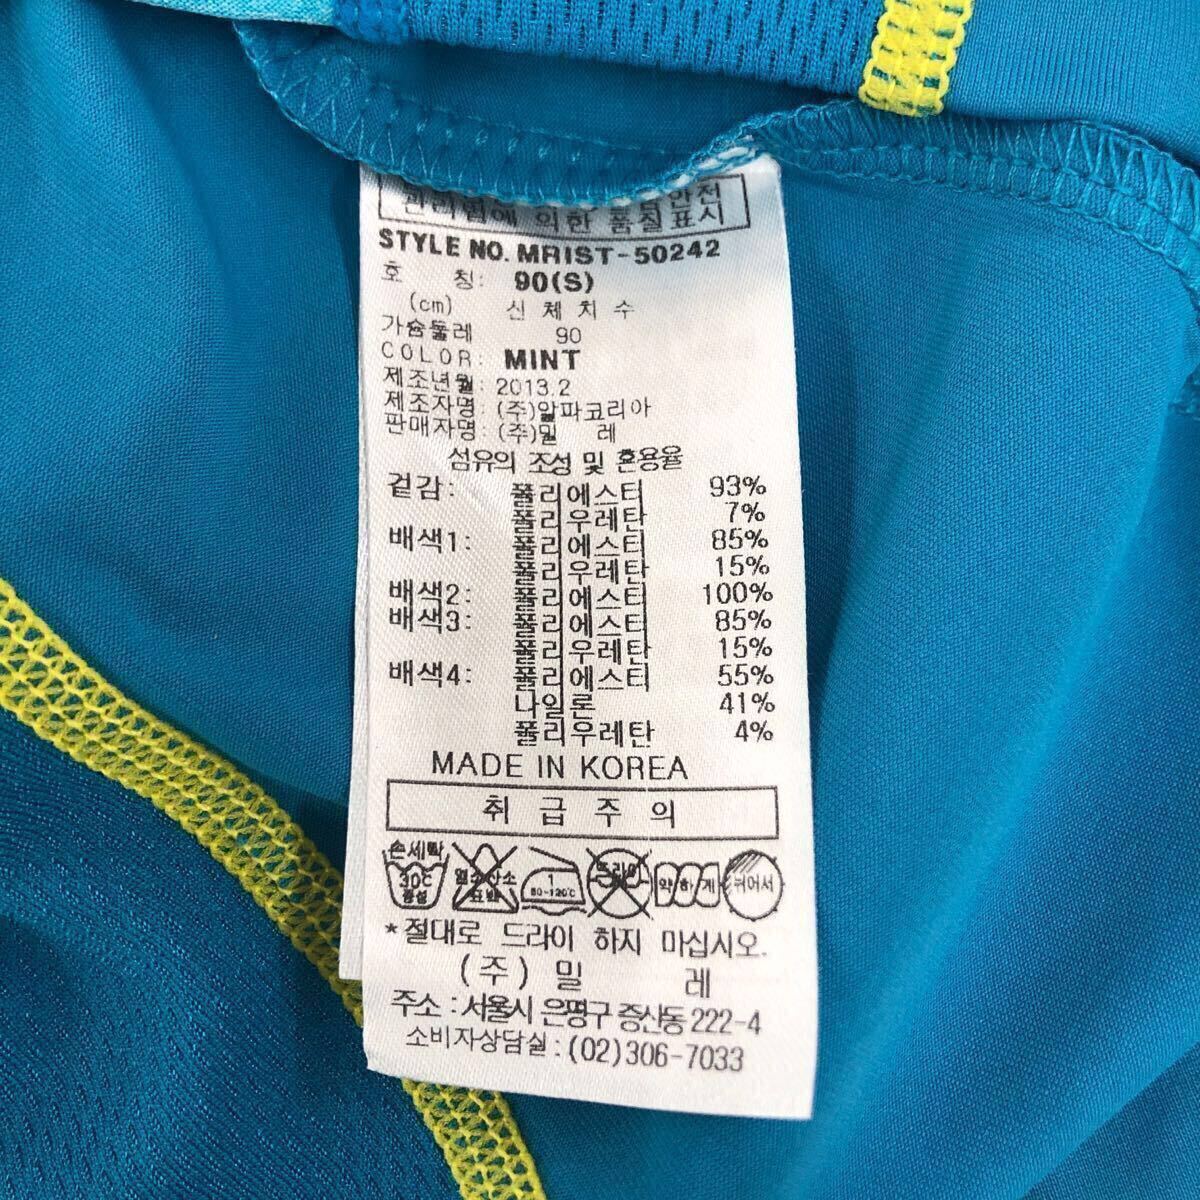 안전
관리법에 의한 품질표시
STYLE NO. MRIST-50242
호 칭: 90(S)
(cm) 신 체 치 수
가슴둘레 90
COLOR: MINT
제조년월: 2013.2
제조자명: (주)알파코리아
판매자명: (주)밀 레
섬유의 조성 및 혼용율
겉감: 폴리에스터 93%
폴리우레탄 7%
배색1: 폴리에스터 85%
폴리우레탄 15%
배색2: 폴리에스터 100%
배색3: 폴리에스터 85%
폴리우레탄 15%
배색4: 폴리에스터 55%
나일론 41%
폴리우레탄 4%
MADE IN KOREA
취 급 주 의
손세탁
30℃ 중성
염소산소 표백
1 80-120℃
드라이
약하게
뉘어서
*절대로 드라이 하지 마십시오.
(주) 밀 레
주소 : 서울시 은평구 증산동 222-4
소비자상담실 : (02)306-7033